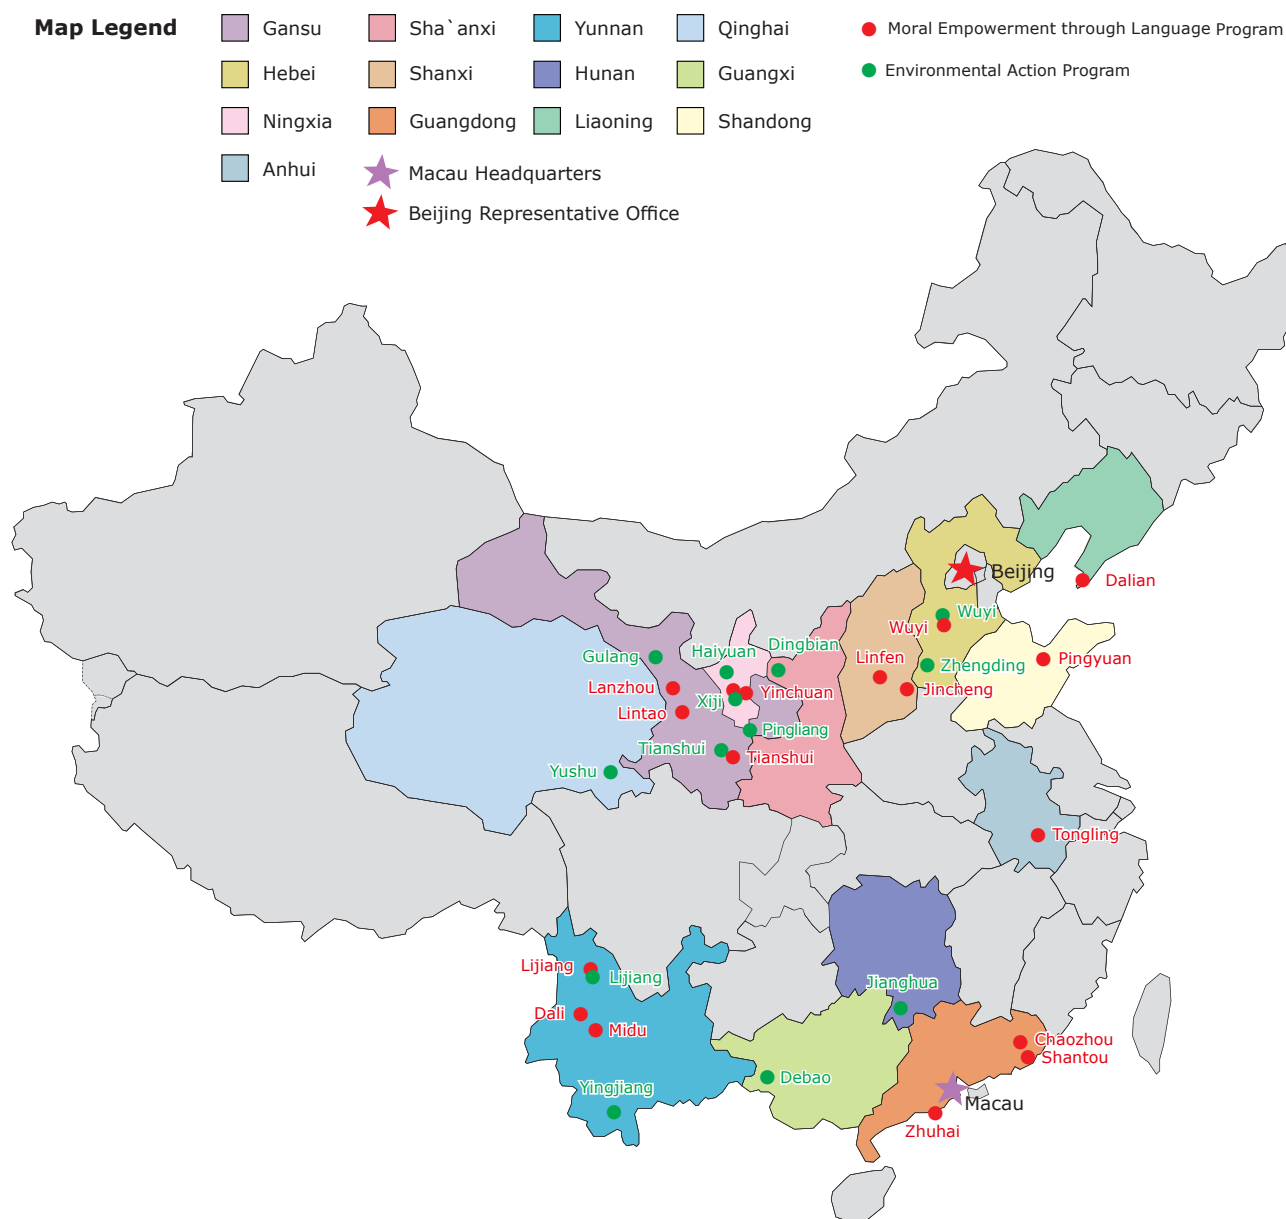 Map Legend
Gansu
Sha`anxi
Yunnan
Qinghai
Moral Empowerment through Language Program
Hebei
Shanxi
Hunan
Guangxi
Environmental Action Program
Ningxia
Guangdong
Liaoning
Shandong
Anhui
Macau Headquarters
Beijing Representative Office
Beijing
Dalian
Wuyi
Wuyi
Dingbian
Haiyuan
Gulang
Linfen
Zhengding
Pingyuan
Lanzhou
Xiji
Yinchuan
Jincheng
Lintao
Pingliang
Tianshui
Tianshui
Yushu
Tongling
Lijiang
Lijiang
Jianghua
Dali
Midu
Chaozhou
Shantou
Debao
Yingjiang
Macau
Zhuhai